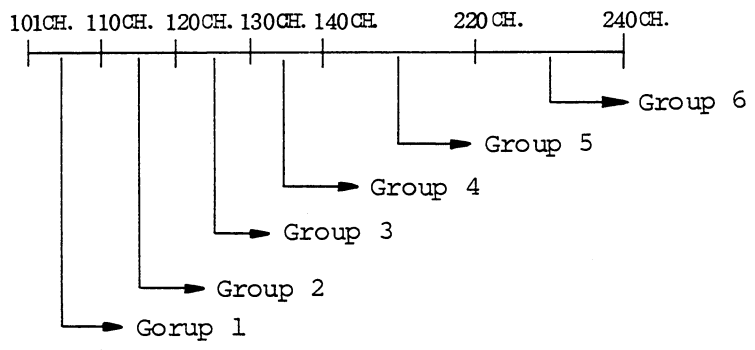 101CH. 110CH. 120CH. 130CH. 140CH. 220CH. 240CH.
Group 6
Group 5
Group 4
Group 3
Group 2
Gorup 1